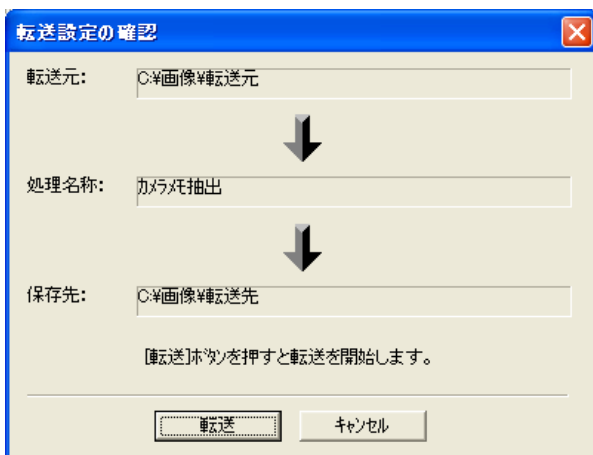 転送設定の確認
転送元: C:¥画像¥転送元
処理名称: ｶﾒﾗﾒﾓ抽出
保存先: C:¥画像¥転送先
[転送]ﾎﾞﾀﾝを押すと転送を開始します。
転送 ｷｬﾝｾﾙ